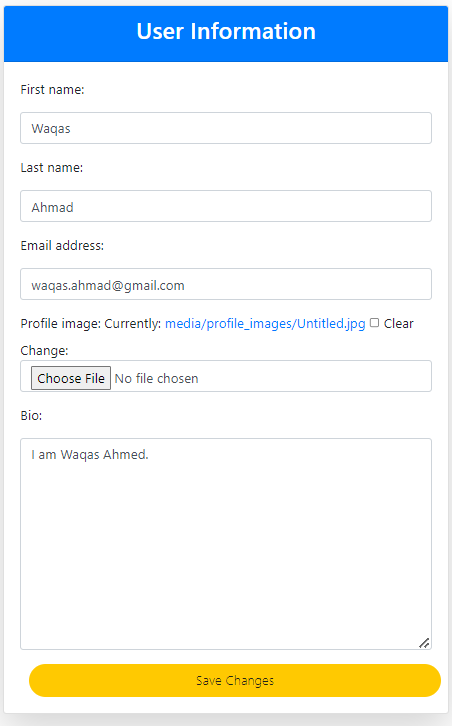 User Information
First name:
Waqas
Last name:
Ahmad
Email address:
waqas.ahmad@gmail.com
Profile image: Currently: media/profile_images/Untitled.jpg Clear
Change:
Choose File No file chosen
Bio:
I am Waqas Ahmed.
Save Changes